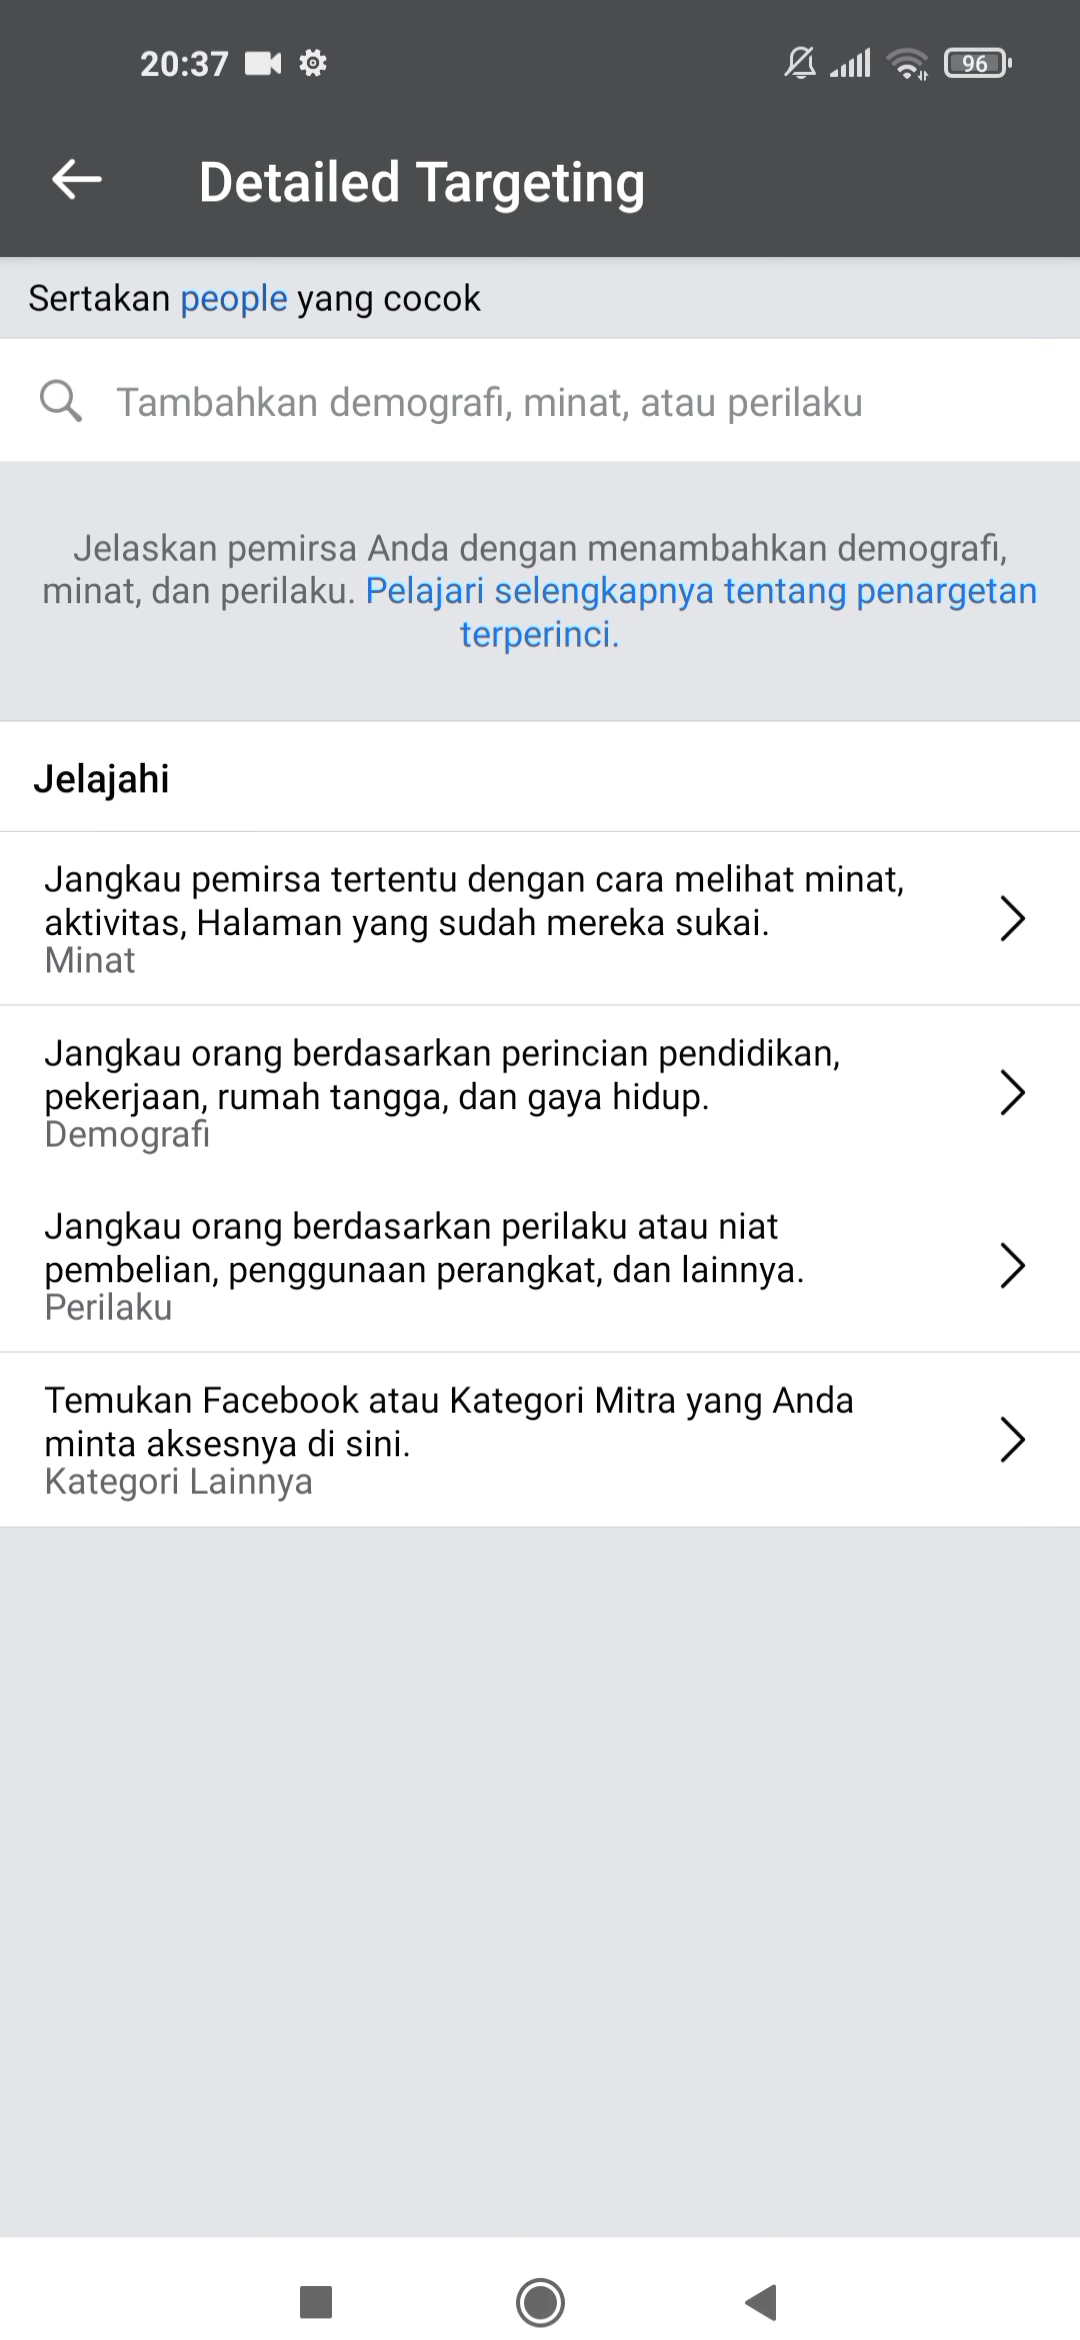 20:37
96
Detailed Targeting
Sertakan people yang cocok
Tambahkan demografi, minat, atau perilaku
Jelaskan pemirsa Anda dengan menambahkan demografi,
minat, dan perilaku. Pelajari selengkapnya tentang penargetan
terperinci.
Jelajahi
Jangkau pemirsa tertentu dengan cara melihat minat,
aktivitas, Halaman yang sudah mereka sukai.
Minat
Jangkau orang berdasarkan perincian pendidikan,
pekerjaan, rumah tangga, dan gaya hidup.
Demografi
Jangkau orang berdasarkan perilaku atau niat
pembelian, penggunaan perangkat, dan lainnya.
Perilaku
Temukan Facebook atau Kategori Mitra yang Anda
minta aksesnya di sini.
Kategori Lainnya